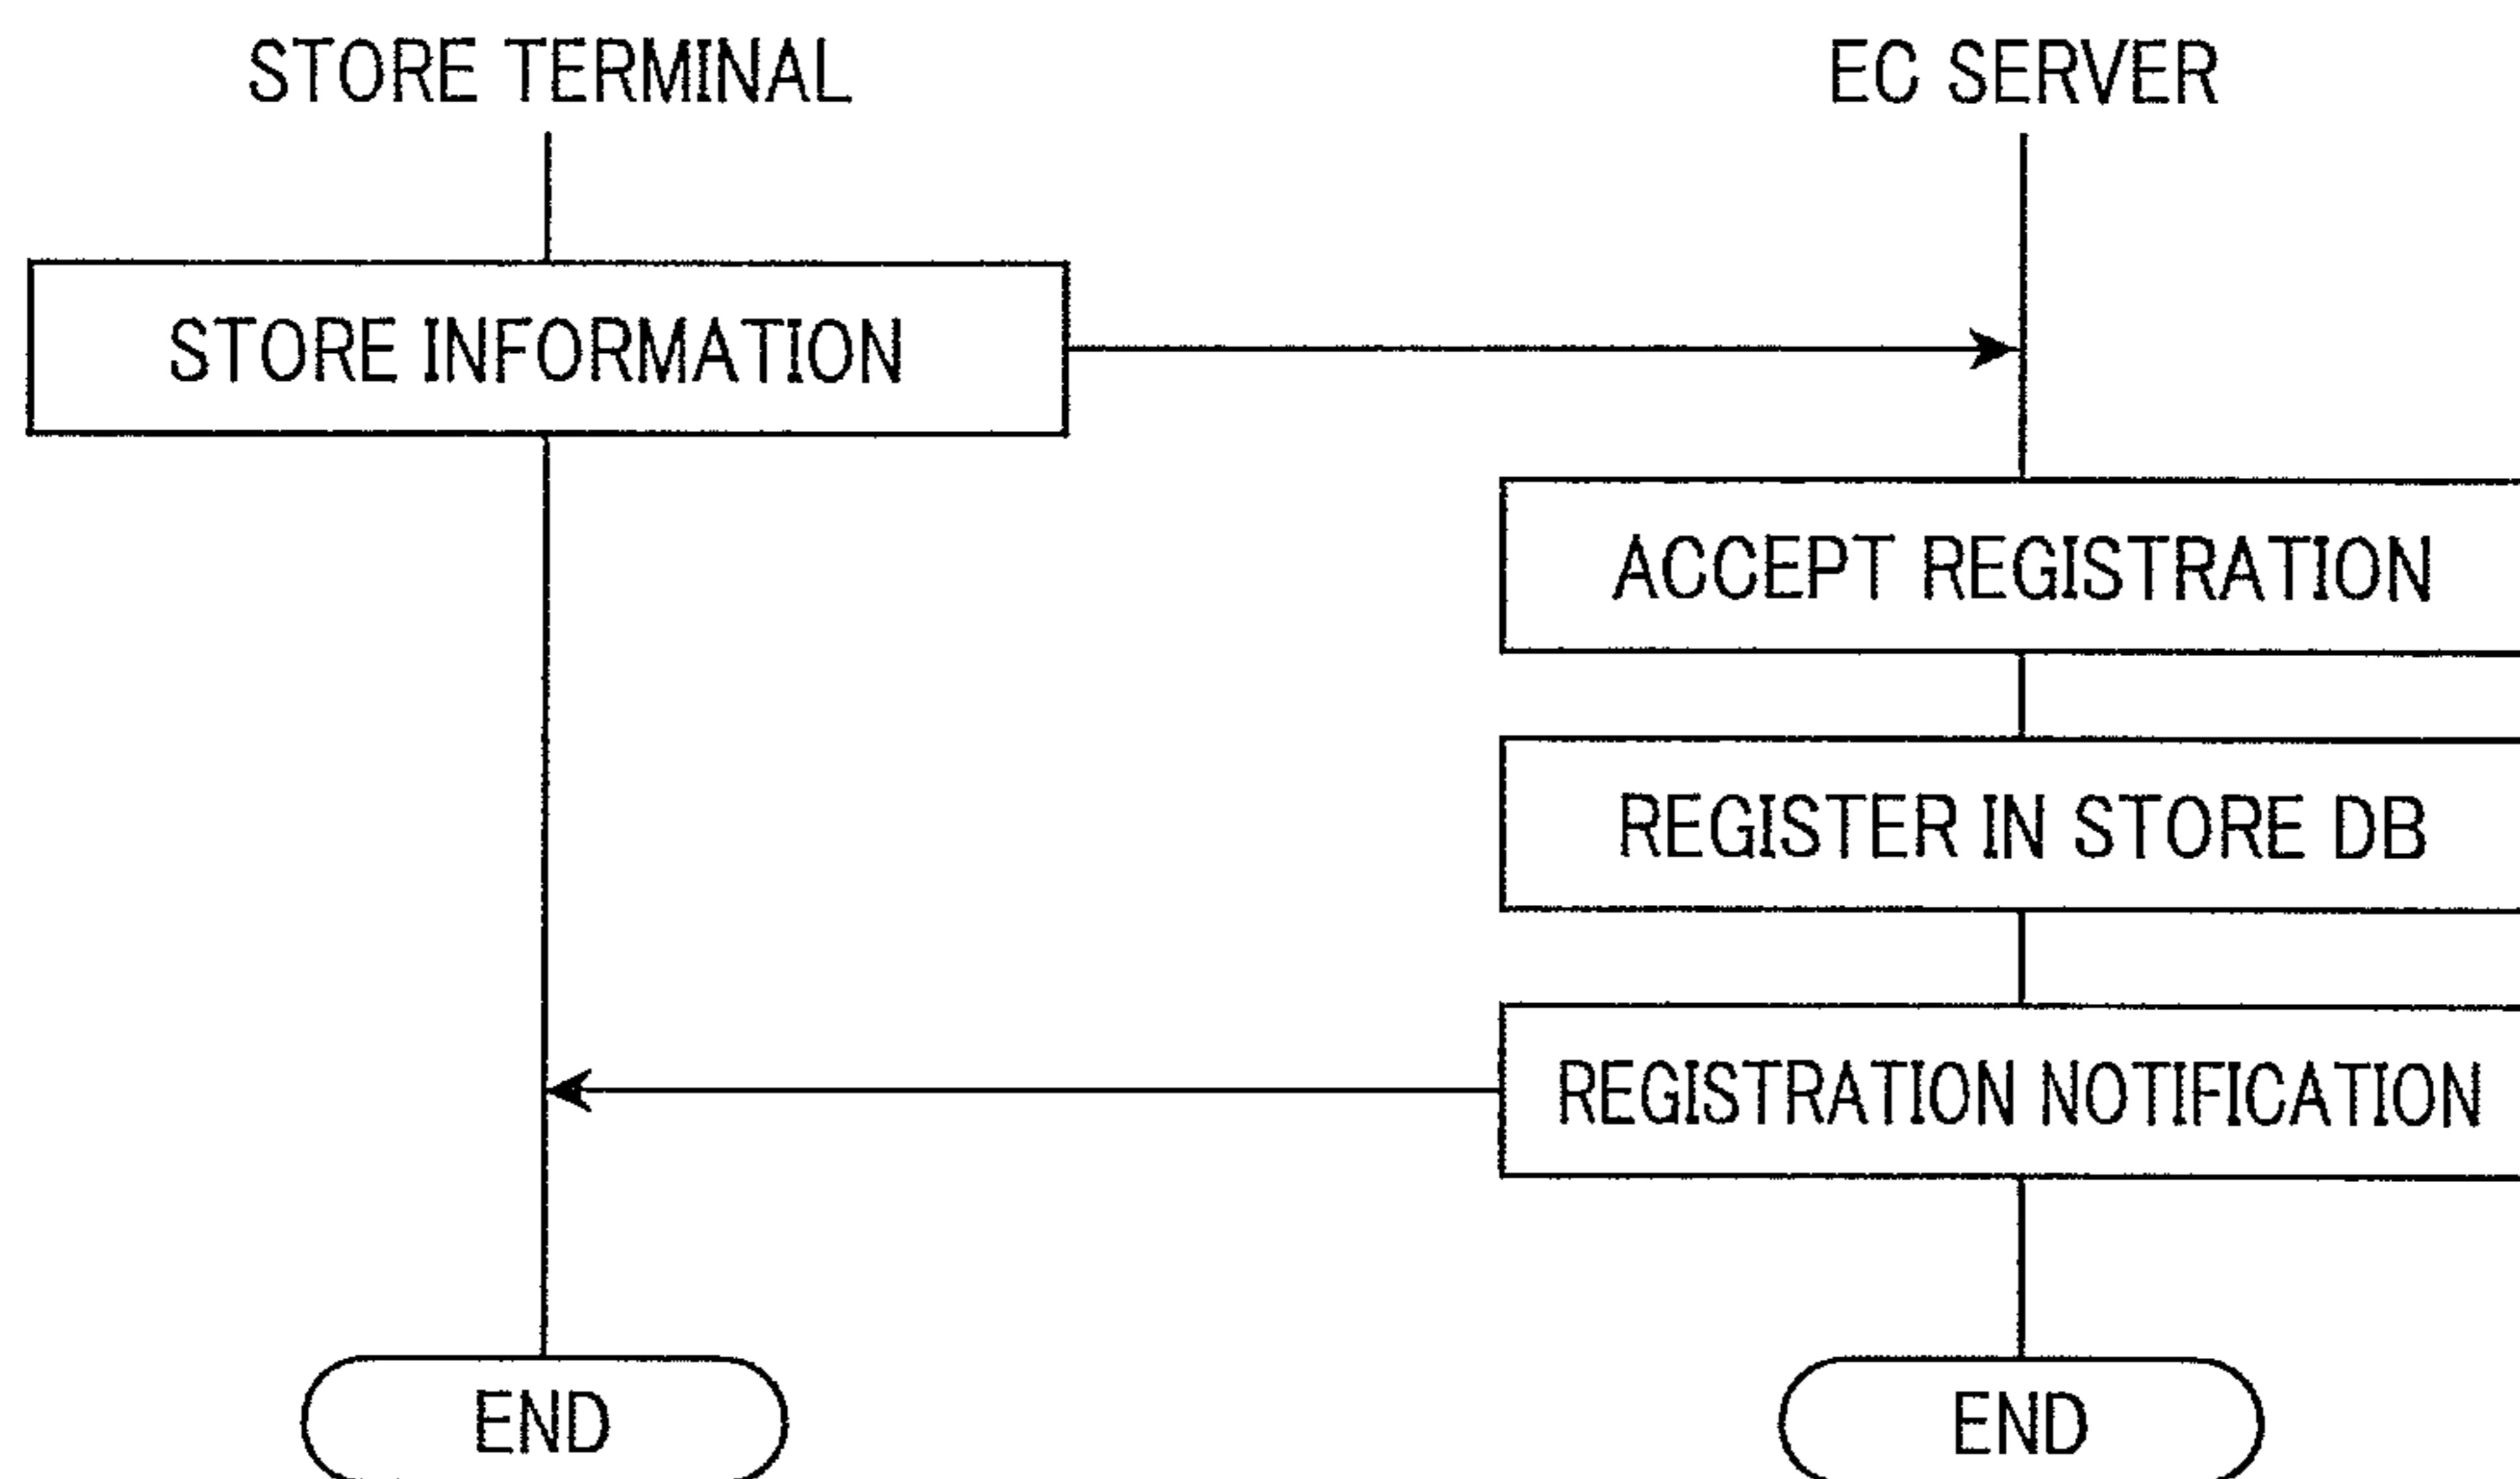 STORE TERMINAL
EC SERVER
STORE INFORMATION
ACCEPT REGISTRATION
REGISTER IN STORE DB
REGISTRATION NOTIFICATION
END
END